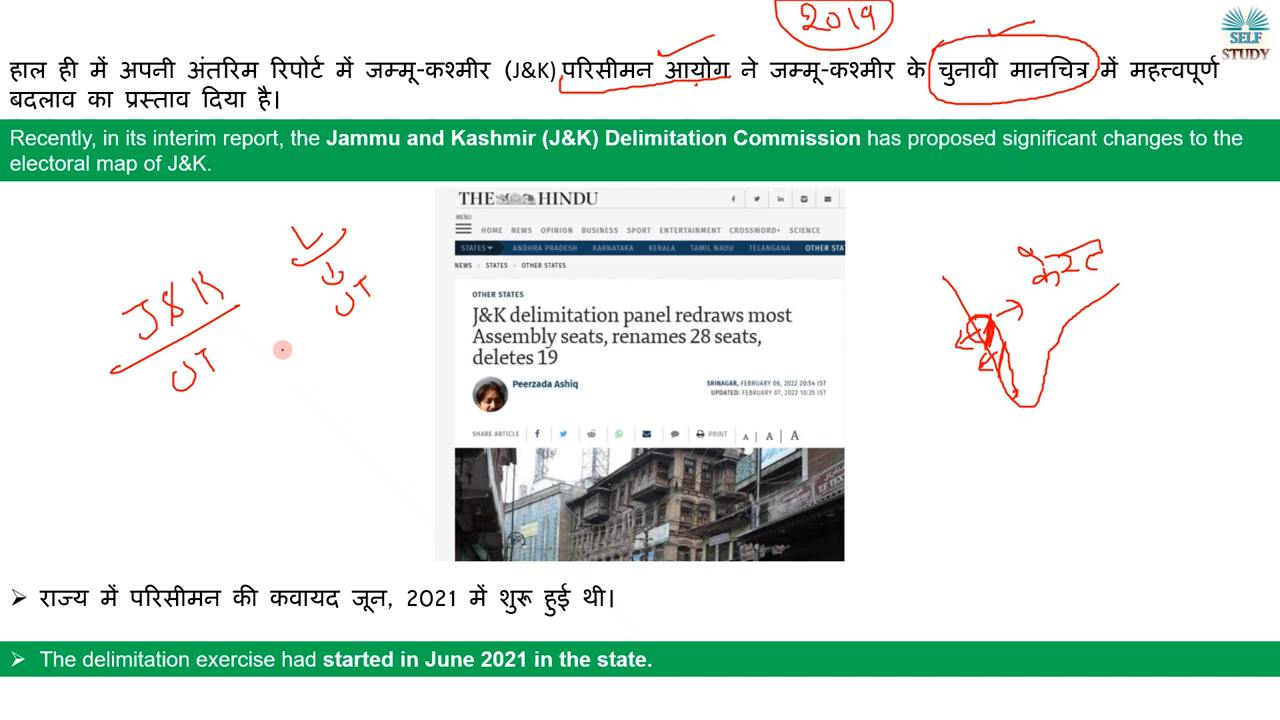 2019
SELF
STUDY
हाल ही में अपनी अंतरिम रिपोर्ट में जम्मू-कश्मीर (J&K) परिसीमन आयोग ने जम्मू-कश्मीर के चुनावी मानचित्र में महत्त्वपूर्ण
बदलाव का प्रस्ताव दिया है।
Recently, in its interim report, the Jammu and Kashmir (J&K) Delimitation Commission has proposed significant changes to the
electoral map of J&K.
THE HINDU
MENU
HOME NEWS OPINION BUSINESS SPORT ENTERTAINMENT CROSSWORD+ SCIENCE
STATES ANDHRA PRADESH KARNATAKA KERALA TAMIL NADU TELANGANA OTHER STA
NEWS STATES OTHER STATES
OTHER STATES
J&K delimitation panel redraws most
Assembly seats, renames 28 seats,
deletes 19
Peerzada Ashiq
SRINAGAR, FEBRUARY 06, 2022 20:54 IST
UPDATED: FEBRUARY 07, 2022 10:35 IST
SHARE ARTICLE PRINT A | A | A
J&K
UT
UT
➢ राज्य में परिसीमन की कवायद जून, 2021 में शुरू हुई थी।
➢ The delimitation exercise had started in June 2021 in the state.